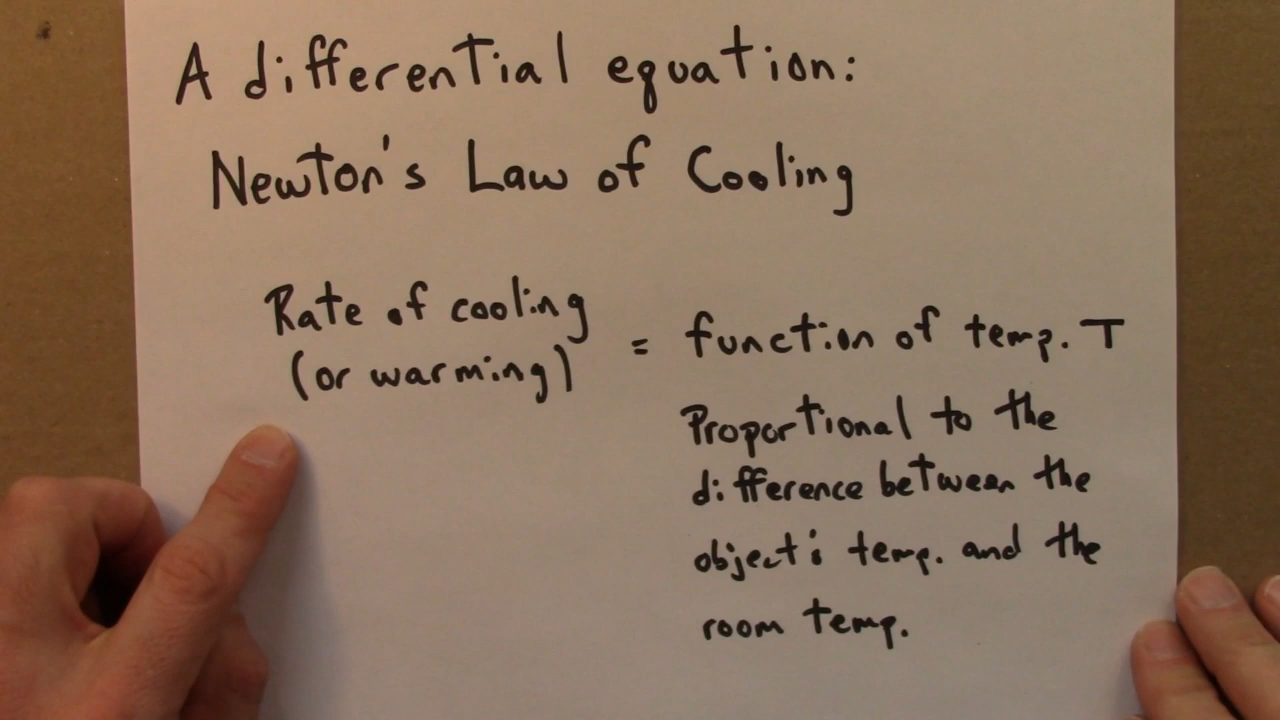 A differential equation:
Newton's Law of Cooling
Rate of cooling
(or warming)
= function of temp. T
Proportional to the
difference between the
object's temp. and the
room temp.